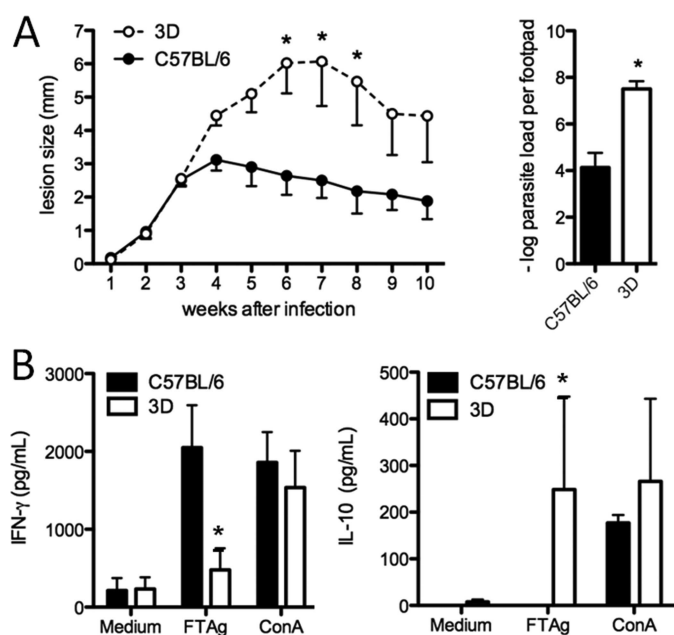 A
3D
C57BL/6
* * *
lesion size (mm)
7
6
5
4
3
2
1
0
1 2 3 4 5 6 7 8 9 10
weeks after infection
- log parasite load per footpad
10
8
6
4
2
0
*
C57BL/6
3D
B
C57BL/6
3D
IFN-γ (pg/mL)
3000
2000
1000
0
*
Medium FTAg ConA
C57BL/6
3D
IL-10 (pg/mL)
500
400
300
200
100
0
*
Medium FTAg ConA